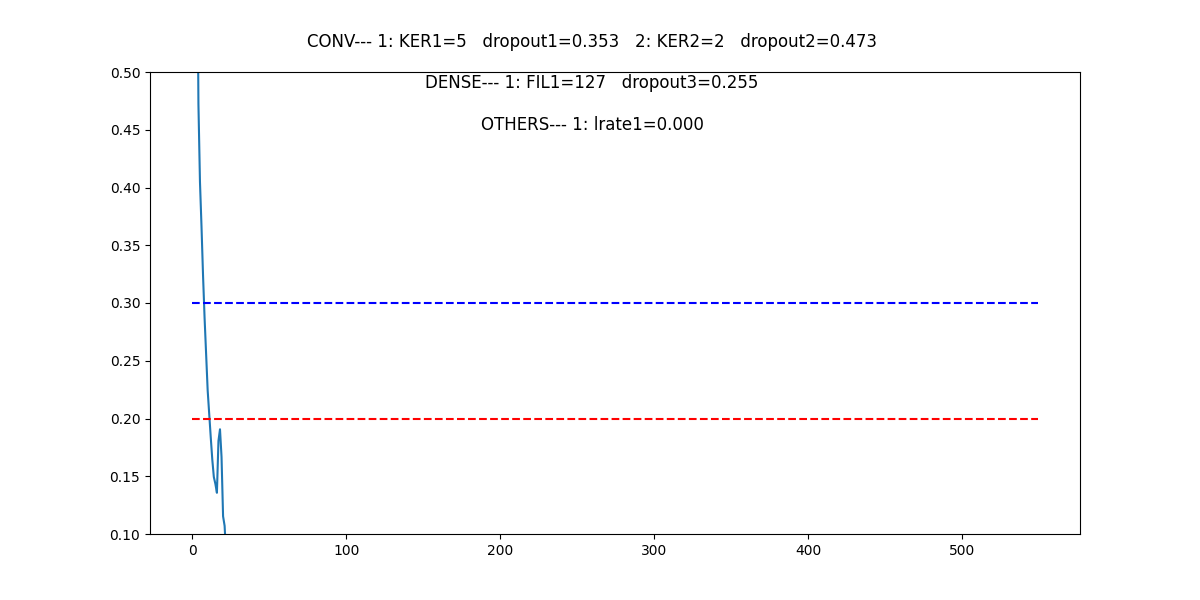 CONV--- 1: KER1=5 dropout1=0.353 2: KER2=2 dropout2=0.473
DENSE--- 1: FIL1=127 dropout3=0.255
OTHERS--- 1: lrate1=0.000
0.50
0.45
0.40
0.35
0.30
0.25
0.20
0.15
0.10
0 100 200 300 400 500